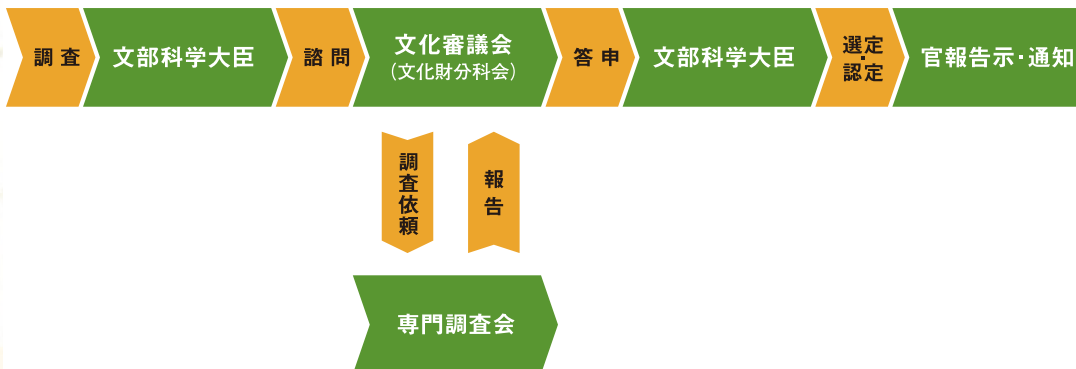 調査
文部科学大臣
諮問
文化審議会
（文化財分科会）
答申
文部科学大臣
選定・認定
官報告示・通知
調査依頼
報告
専門調査会